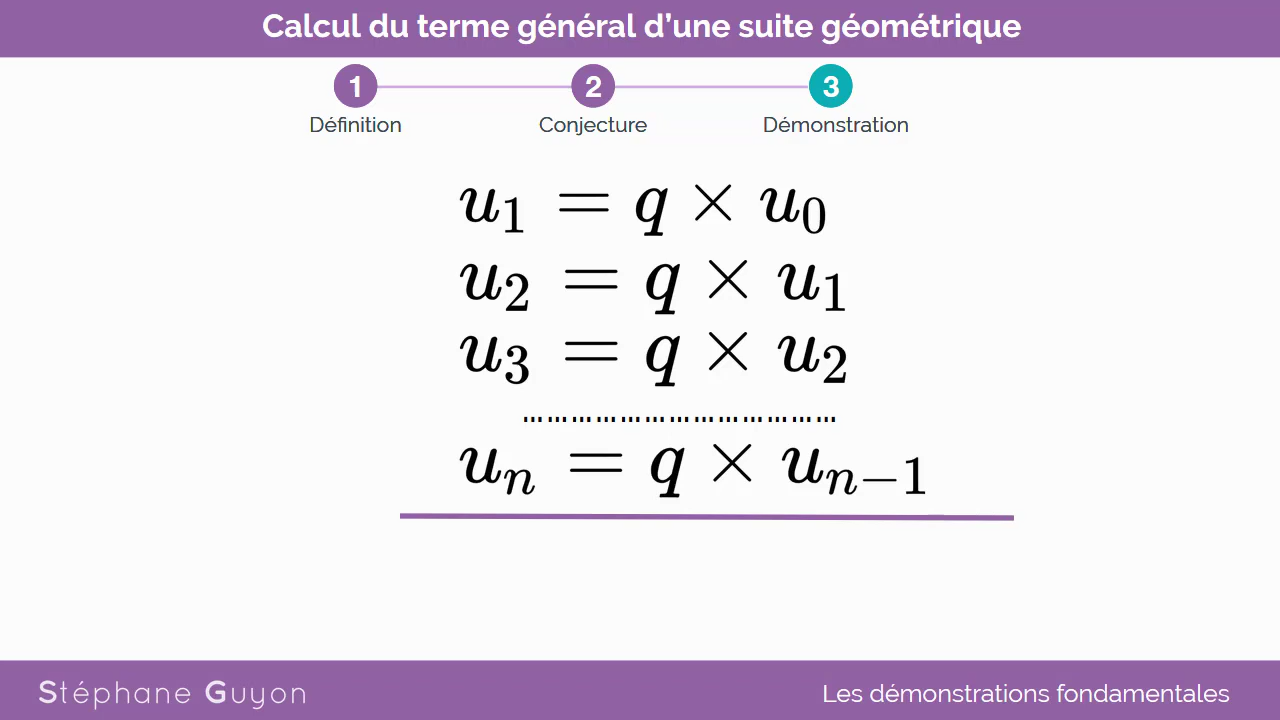 Calcul du terme général d’une suite géométrique
1 2 3
Définition Conjecture Démonstration
u₁ = q × u₀
u₂ = q × u₁
u₃ = q × u₂
…………………………………
uₙ = q × uₙ₋₁
Stéphane Guyon Les démonstrations fondamentales